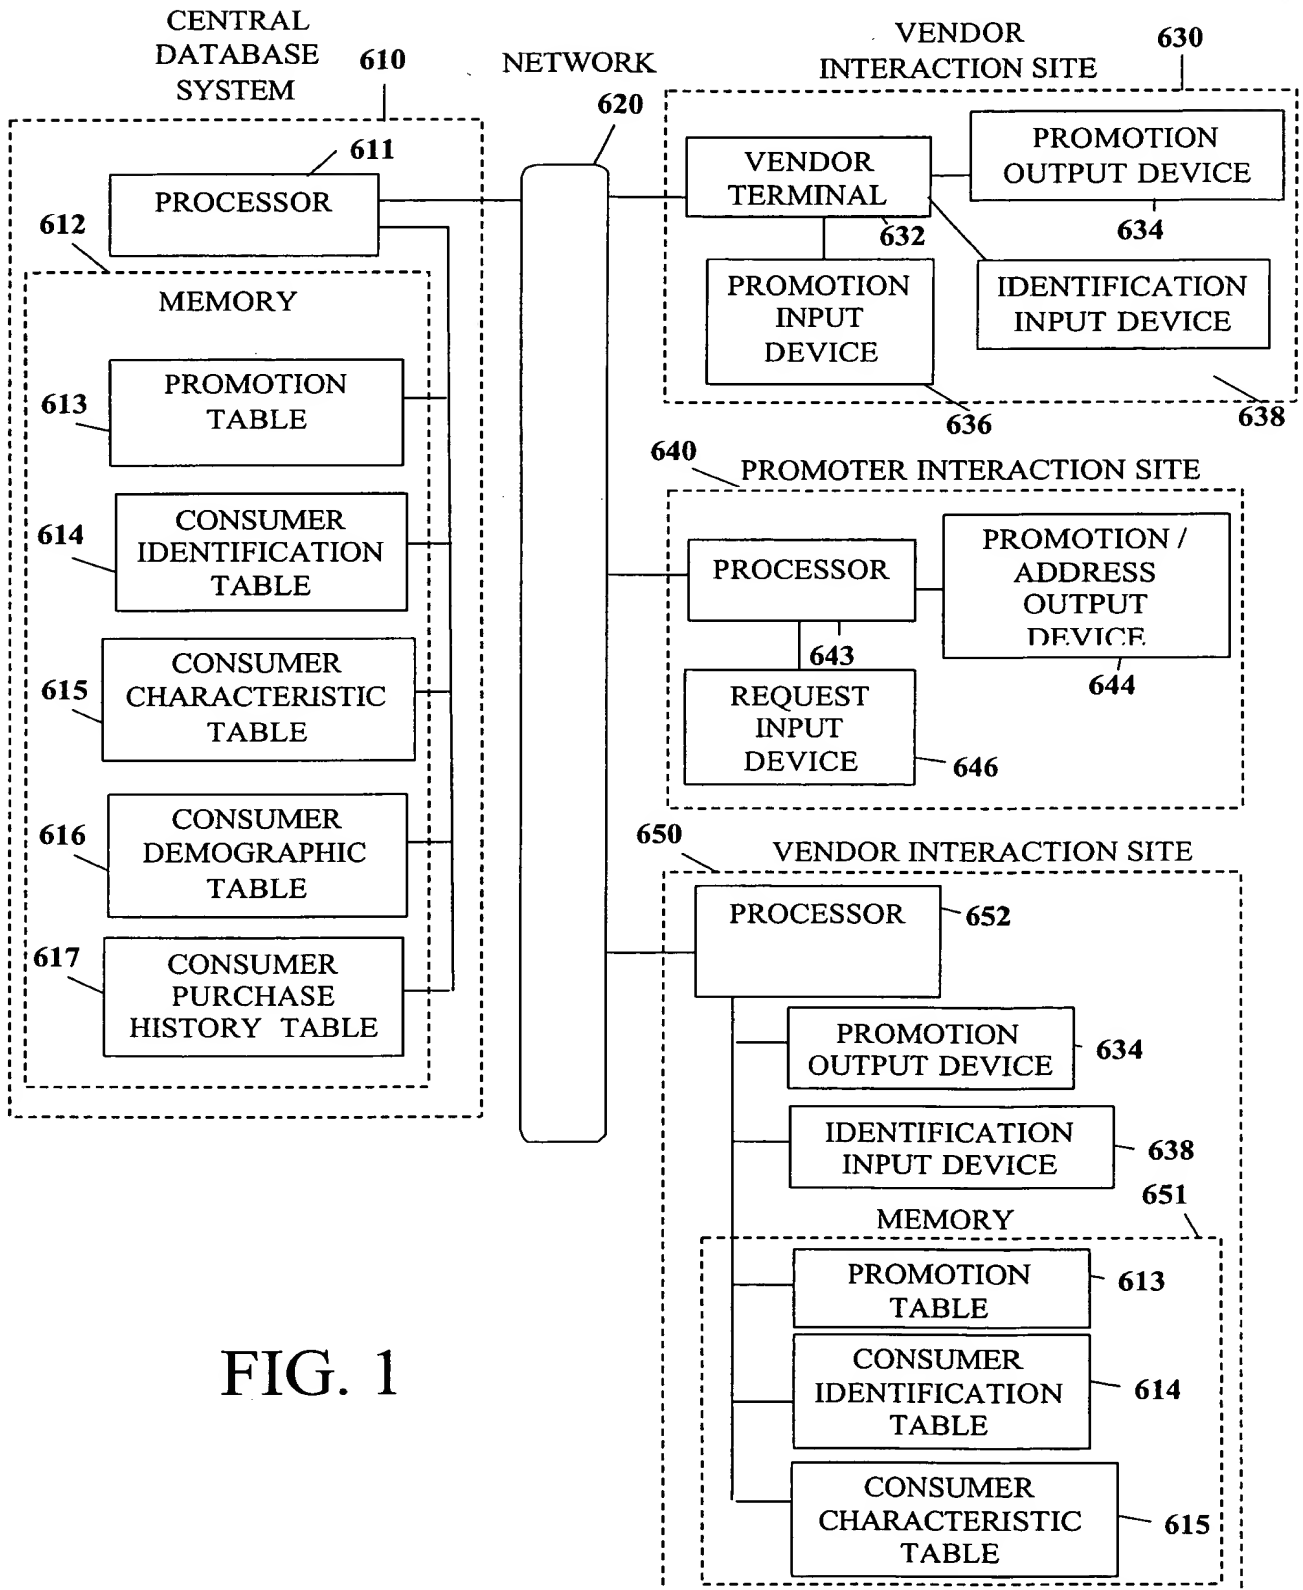 CENTRAL
DATABASE
SYSTEM
610
611
PROCESSOR
612
MEMORY
613
PROMOTION
TABLE
614
CONSUMER
IDENTIFICATION
TABLE
615
CONSUMER
CHARACTERISTIC
TABLE
616
CONSUMER
DEMOGRAPHIC
TABLE
617
CONSUMER
PURCHASE
HISTORY TABLE
NETWORK
620
VENDOR
INTERACTION SITE
630
VENDOR
TERMINAL
632
PROMOTION
OUTPUT DEVICE
634
PROMOTION
INPUT
DEVICE
636
IDENTIFICATION
INPUT DEVICE
638
640
PROMOTER INTERACTION SITE
PROCESSOR
643
PROMOTION /
ADDRESS
OUTPUT
DEVICE
644
REQUEST
INPUT
DEVICE
646
650
VENDOR INTERACTION SITE
PROCESSOR
652
PROMOTION
OUTPUT DEVICE
634
IDENTIFICATION
INPUT DEVICE
638
651
MEMORY
PROMOTION
TABLE
613
CONSUMER
IDENTIFICATION
TABLE
614
CONSUMER
CHARACTERISTIC
TABLE
615
FIG. 1